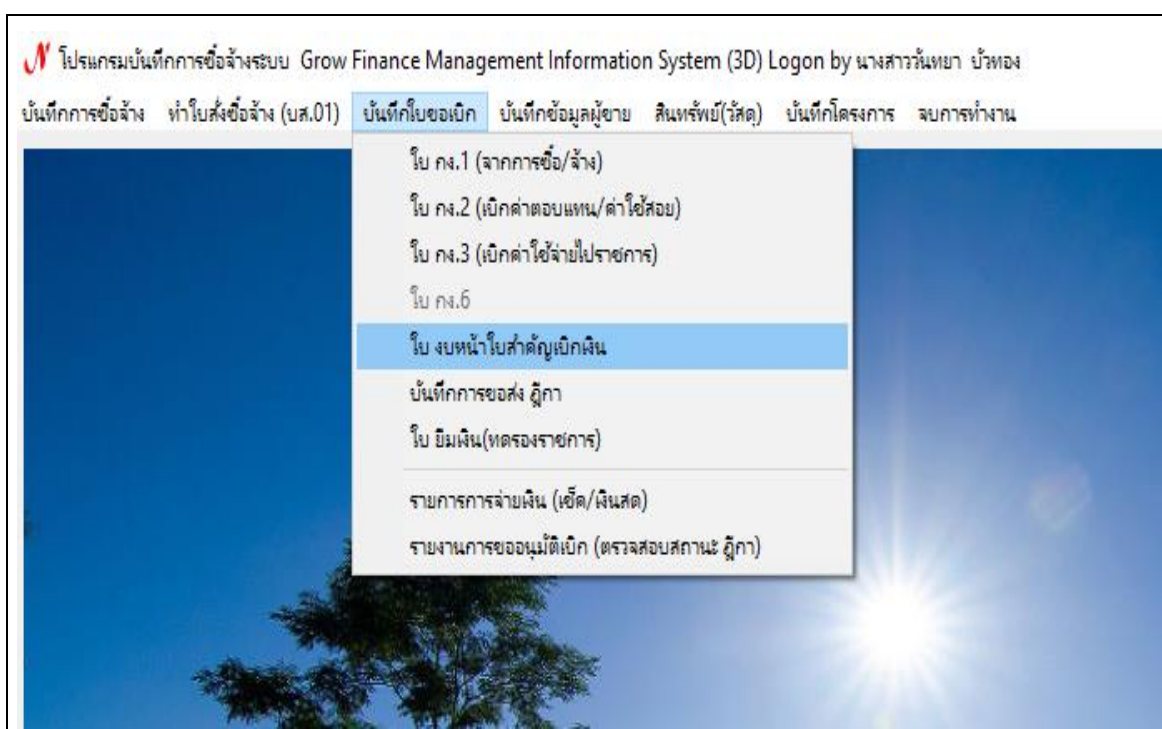 N โปรแกรมบันทึกการซื่อจ้างระบบ Grow Finance Management Information System (3D) Logon by นางสาววันทยา บัวทอง
บันทึกการซื่อจ้าง ทำใบสั่งซื่อจ้าง (บส.01) บันทึกใบขอเบิก บันทึกข้อมูลผู้ขาย สินทรัพย์(วัสดุ) บันทึกโครงการ จบการทำงาน
ใบ กง.1 (จากการซื่อ/จ้าง)
ใบ กง.2 (เบิกค่าตอบแทน/ค่าใช้สอย)
ใบ กง.3 (เบิกค่าใช้จ่ายไปราชการ)
ใบ กง.6
ใบ งบหน้าใบสำคัญเบิกเงิน
บันทึกการขอส่ง ฎีกา
ใบ ยืมเงิน(ทดรองราชการ)
รายการการจ่ายเงิน (เช็ค/เงินสด)
รายงานการขออนุมัติเบิก (ตรวจสอบสถานะ ฎีกา)